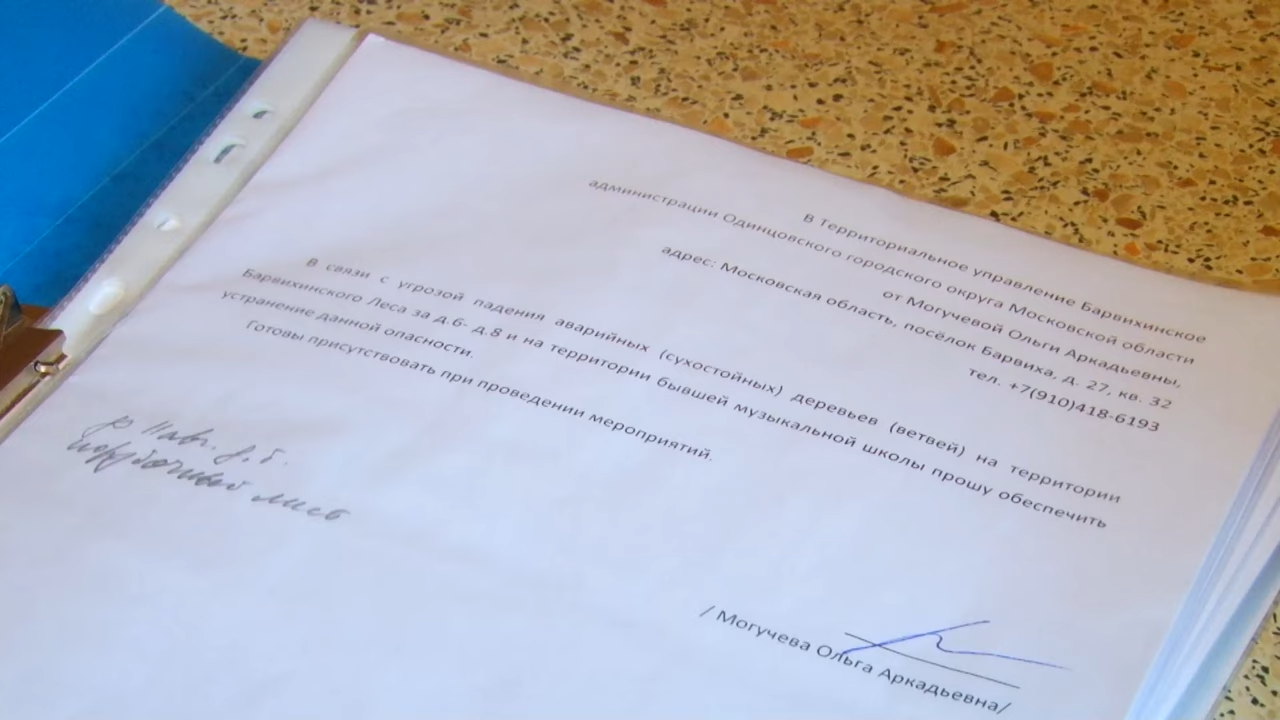 В Территориальное управление Барвихинское
администрации Одинцовского городского округа Московской области
от Могучевой Ольги Аркадьевны,
адрес: Московская область, посёлок Барвиха, д. 27, кв. 32
тел. +7(910)418-6193
В связи с угрозой падения аварийных (сухостойных) деревьев (ветвей) на территории
Барвихинского Леса за д.6- д.8 и на территории бывшей музыкальной школы прошу обеспечить
устранение данной опасности.
Готовы присутствовать при проведении мероприятий.
/ Могучева Ольга Аркадьевна/